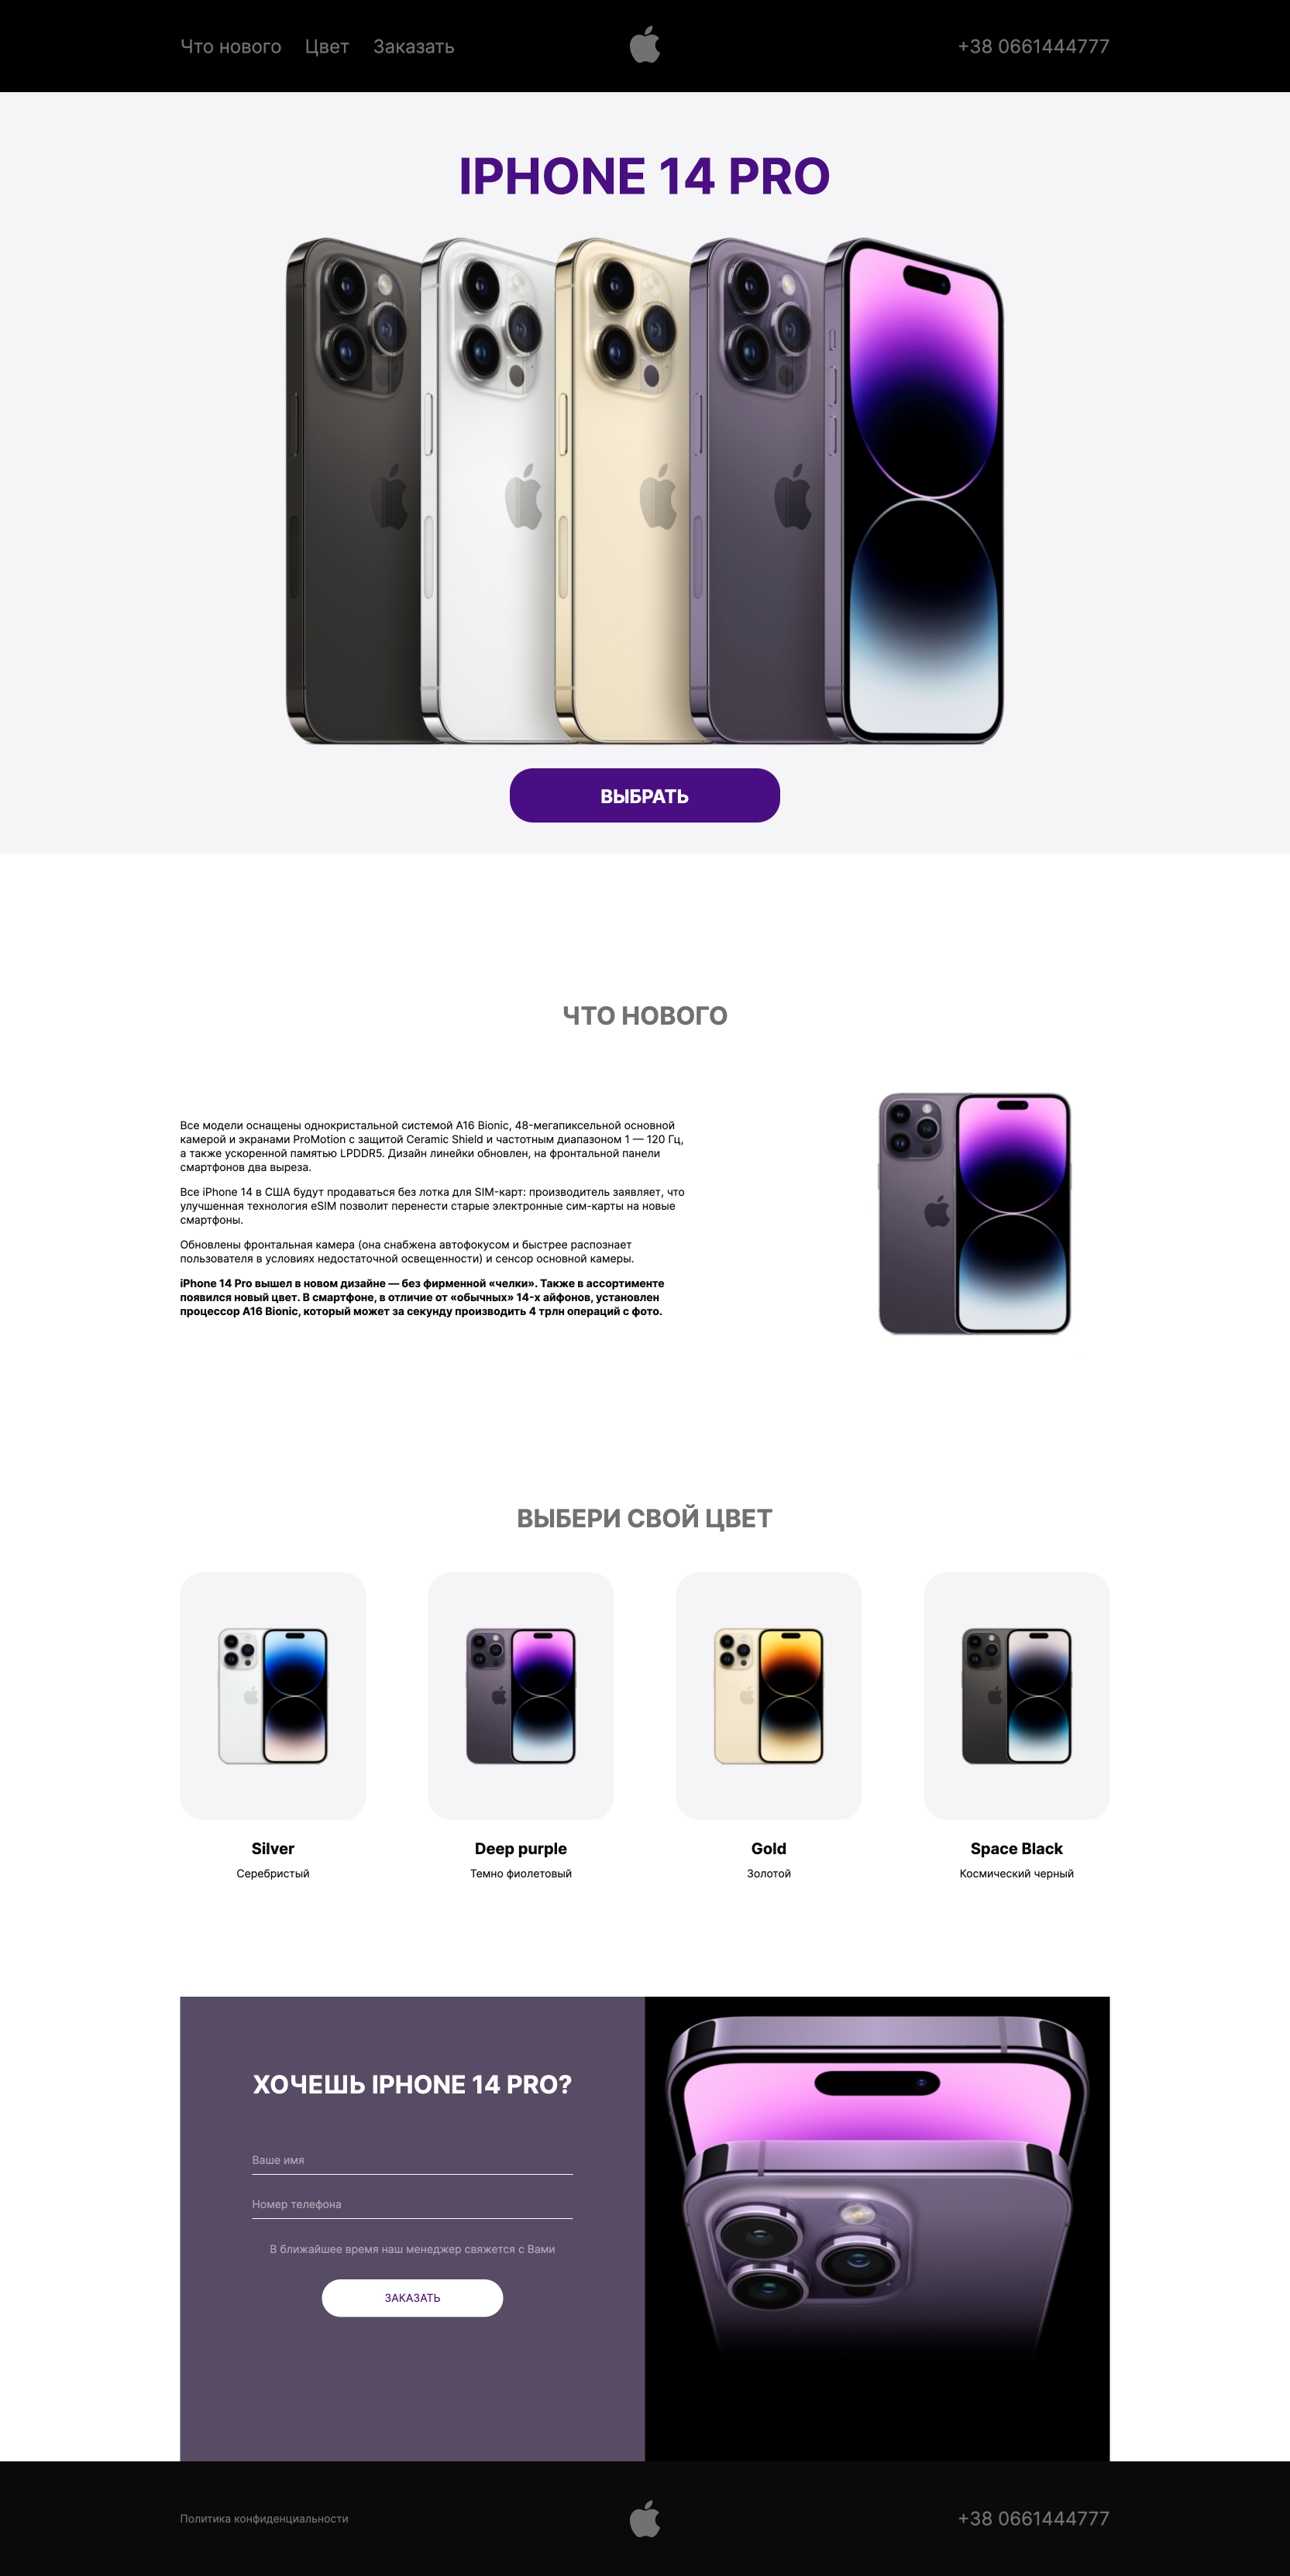 Что нового Цвет Заказать +38 0661444777
IPHONE 14 PRO
ВЫБРАТЬ
ЧТО НОВОГО
Все модели оснащены однокристальной системой A16 Bionic, 48-мегапиксельной основной
камерой и экранами ProMotion с защитой Ceramic Shield и частотным диапазоном 1 — 120 Гц,
а также ускоренной памятью LPDDR5. Дизайн линейки обновлен, на фронтальной панели
смартфонов два выреза.
Все iPhone 14 в США будут продаваться без лотка для SIM-карт: производитель заявляет, что
улучшенная технология eSIM позволит перенести старые электронные сим-карты на новые
смартфоны.
Обновлены фронтальная камера (она снабжена автофокусом и быстрее распознает
пользователя в условиях недостаточной освещенности) и сенсор основной камеры.
iPhone 14 Pro вышел в новом дизайне — без фирменной «челки». Также в ассортименте
появился новый цвет. В смартфоне, в отличие от «обычных» 14-х айфонов, установлен
процессор A16 Bionic, который может за секунду производить 4 трлн операций с фото.
ВЫБЕРИ СВОЙ ЦВЕТ
Silver
Серебристый
Deep purple
Темно фиолетовый
Gold
Золотой
Space Black
Космический черный
ХОЧЕШЬ IPHONE 14 PRO?
Ваше имя
Номер телефона
В ближайшее время наш менеджер свяжется с Вами
ЗАКАЗАТЬ
Политика конфиденциальности +38 0661444777